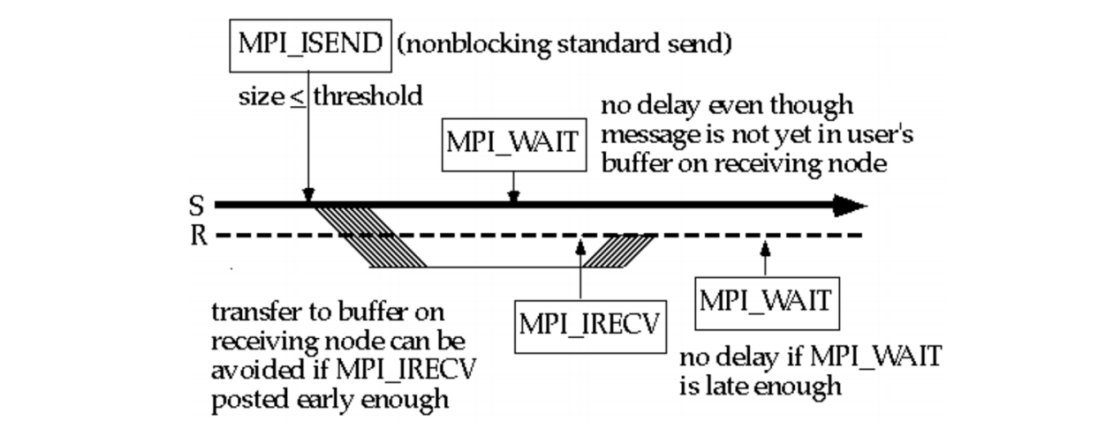 MPI_ISEND (nonblocking standard send)
size ≤ threshold
MPI_WAIT
no delay even though
message is not yet in user's
buffer on receiving node
S
R
transfer to buffer on
receiving node can be
avoided if MPI_IRECV
posted early enough
MPI_IRECV
MPI_WAIT
no delay if MPI_WAIT
is late enough